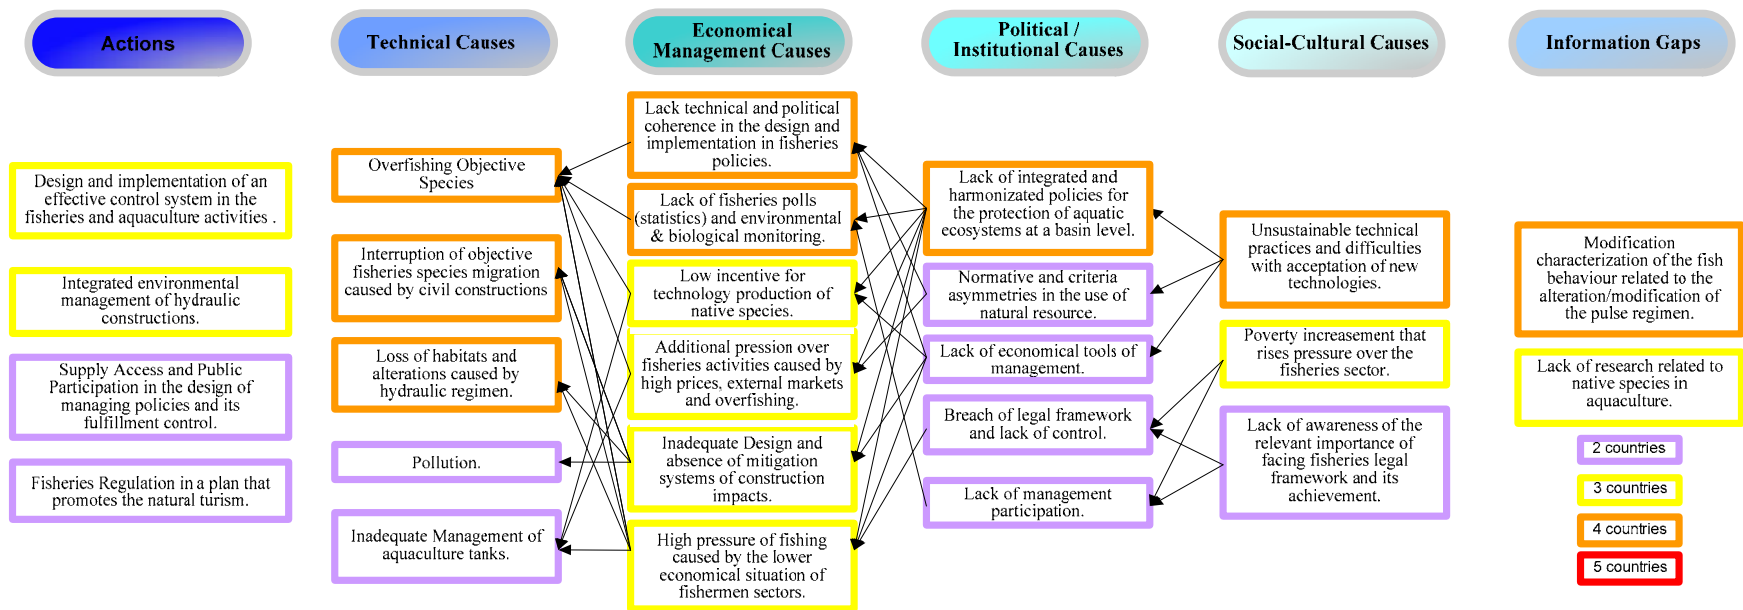 Actions
Technical Causes
Economical
Management Causes
Political /
Institutional Causes
Social-Cultural Causes
Information Gaps
Design and implementation of an
effective control system in the
fisheries and aquaculture activities .
Integrated environmental
management of hydraulic
constructions.
Supply Access and Public
Participation in the design of
managing policies and its
fulfillment control.
Fisheries Regulation in a plan that
promotes the natural turism.
Overfishing Objective
Species
Interruption of objective
fisheries species migration
caused by civil constructions
Loss of habitats and
alterations caused by
hydraulic regimen.
Pollution.
Inadequate Management of
aquaculture tanks.
Lack technical and political
coherence in the design and
implementation in fisheries
policies.
Lack of fisheries polls
(statistics) and environmental
& biological monitoring.
Low incentive for
technology production of
native species.
Additional pression over
fisheries activities caused by
high prices, external markets
and overfishing.
Inadequate Design and
absence of mitigation
systems of construction
impacts.
High pressure of fishing
caused by the lower
economical situation of
fishermen sectors.
Lack of integrated and
harmonizated policies for
the protection of aquatic
ecosystems at a basin level.
Normative and criteria
asymmetries in the use of
natural resource.
Lack of economical tools of
management.
Breach of legal framework
and lack of control.
Lack of management
participation.
Unsustainable technical
practices and difficulties
with acceptation of new
technologies.
Poverty increasement that
rises pressure over the
fisheries sector.
Lack of awareness of the
relevant importance of
facing fisheries legal
framework and its
achievement.
Modification
characterization of the fish
behaviour related to the
alteration/modification of
the pulse regimen.
Lack of research related to
native species in
aquaculture.
2 countries
3 countries
4 countries
5 countries